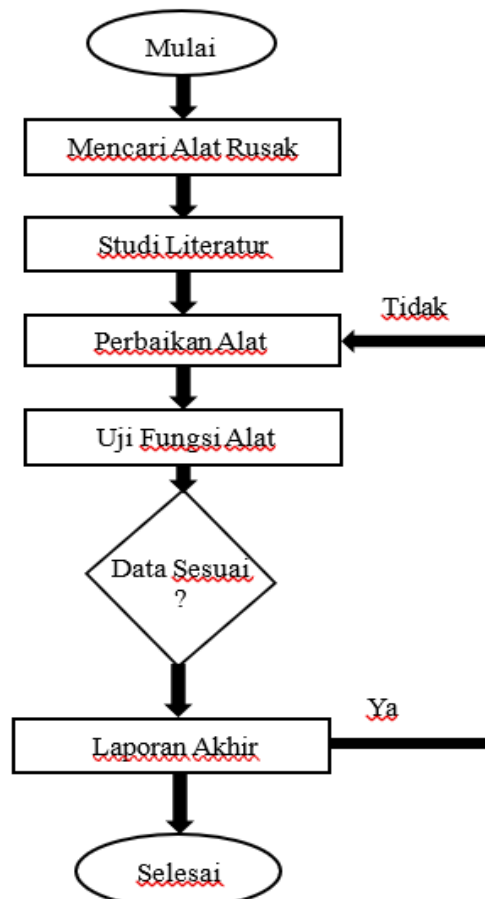 Mulai
Mencari Alat Rusak
Studi Literatur
Tidak
Perbaikan Alat
Uji Fungsi Alat
Data Sesuai
?
Ya
Laporan Akhir
Selesai